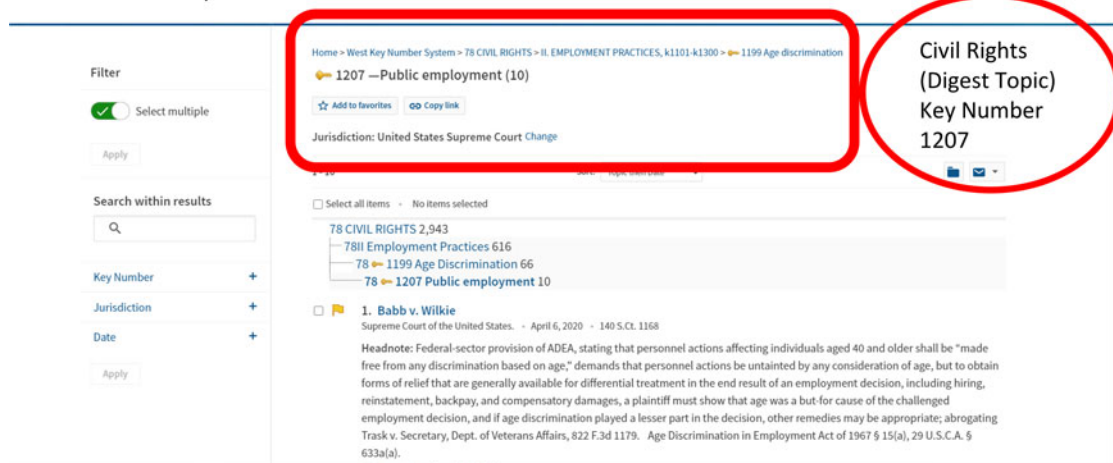 Home > West Key Number System > 78 CIVIL RIGHTS > II. EMPLOYMENT PRACTICES, k1101-k1300 > 1199 Age discrimination
1207 —Public employment (10)
Add to favorites Copy link
Jurisdiction: United States Supreme Court Change
Civil Rights
(Digest Topic)
Key Number
1207
Filter
Select multiple
Apply
Search within results
Key Number +
Jurisdiction +
Date +
Apply
Select all items • No items selected
78 CIVIL RIGHTS 2,943
78II Employment Practices 616
78 1199 Age Discrimination 66
78 1207 Public employment 10
1. Babb v. Wilkie
Supreme Court of the United States. • April 6, 2020 • 140 S.Ct. 1168
Headnote: Federal-sector provision of ADEA, stating that personnel actions affecting individuals aged 40 and older shall be "made
free from any discrimination based on age," demands that personnel actions be untainted by any consideration of age, but to obtain
forms of relief that are generally available for differential treatment in the end result of an employment decision, including hiring,
reinstatement, backpay, and compensatory damages, a plaintiff must show that age was a but-for cause of the challenged
employment decision, and if age discrimination played a lesser part in the decision, other remedies may be appropriate; abrogating
Trask v. Secretary, Dept. of Veterans Affairs, 822 F.3d 1179. Age Discrimination in Employment Act of 1967 § 15(a), 29 U.S.C.A. §
633a(a).